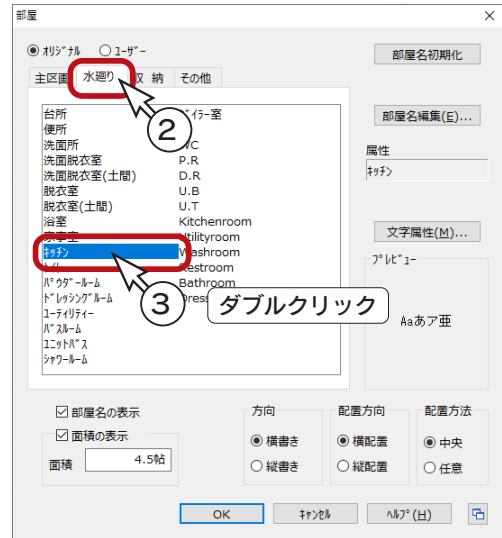 部屋
ｵﾘｼﾞﾅﾙ ﾕｰｻﾞｰ
部屋名初期化
主区画 水廻り 収 納 その他
②
台所
便所
洗面所
洗面脱衣室
洗面脱衣室(土間)
脱衣室
脱衣室(土間)
浴室
家事室
ｷｯﾁﾝ
ﾄｲﾚ
ﾊﾟｳﾀﾞｰﾙｰﾑ
ﾄﾞﾚｯｼﾝｸﾞﾙｰﾑ
ﾕｰﾃｨﾘﾃｨｰ
ﾊﾞｽﾙｰﾑ
ﾕﾆｯﾄﾊﾞｽ
ｼｬﾜｰﾙｰﾑ
ﾎﾞｲﾗｰ室
P.R
D.R
U.B
U.T
Kitchenroom
Utilityroom
Washroom
Restroom
Bathroom
③ ダブルクリック
部屋名編集(E)...
属性
ｷｯﾁﾝ
文字属性(M)...
ﾌﾟﾚﾋﾞｭｰ
Aaあア亜
部屋名の表示
面積の表示
面積 4.5帖
方向
横書き
縦書き
配置方向
横配置
縦配置
配置方法
中央
任意
OK ｷｬﾝｾﾙ ﾍﾙﾌﾟ(H)